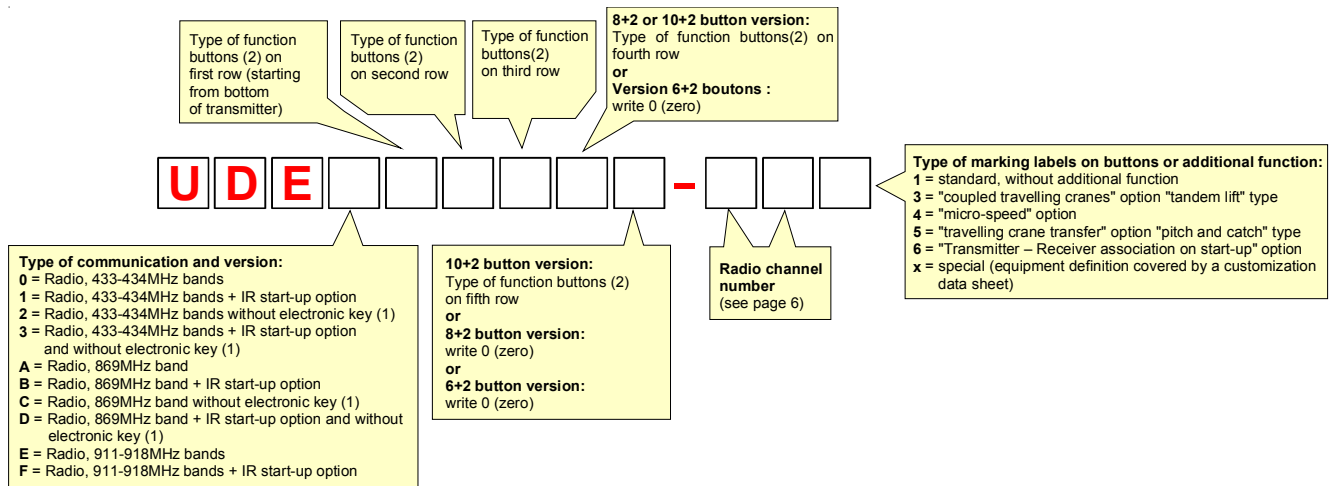 Type of function
buttons (2) on
first row (starting
from bottom
of transmitter)
Type of function
buttons (2)
on second row
Type of function
buttons(2)
on third row
8+2 or 10+2 button version:
Type of function buttons(2) on
fourth row
or
Version 6+2 boutons :
write 0 (zero)
U D E -
Type of marking labels on buttons or additional function:
1 = standard, without additional function
3 = "coupled travelling cranes" option "tandem lift" type
4 = "micro-speed" option
5 = "travelling crane transfer" option "pitch and catch" type
6 = "Transmitter – Receiver association on start-up" option
x = special (equipment definition covered by a customization
data sheet)
Type of communication and version:
0 = Radio, 433-434MHz bands
1 = Radio, 433-434MHz bands + IR start-up option
2 = Radio, 433-434MHz bands without electronic key (1)
3 = Radio, 433-434MHz bands + IR start-up option
and without electronic key (1)
A = Radio, 869MHz band
B = Radio, 869MHz band + IR start-up option
C = Radio, 869MHz band without electronic key (1)
D = Radio, 869MHz band + IR start-up option and without
electronic key (1)
E = Radio, 911-918MHz bands
F = Radio, 911-918MHz bands + IR start-up option
10+2 button version:
Type of function buttons (2)
on fifth row
or
8+2 button version:
write 0 (zero)
or
6+2 button version:
write 0 (zero)
Radio channel
number
(see page 6)